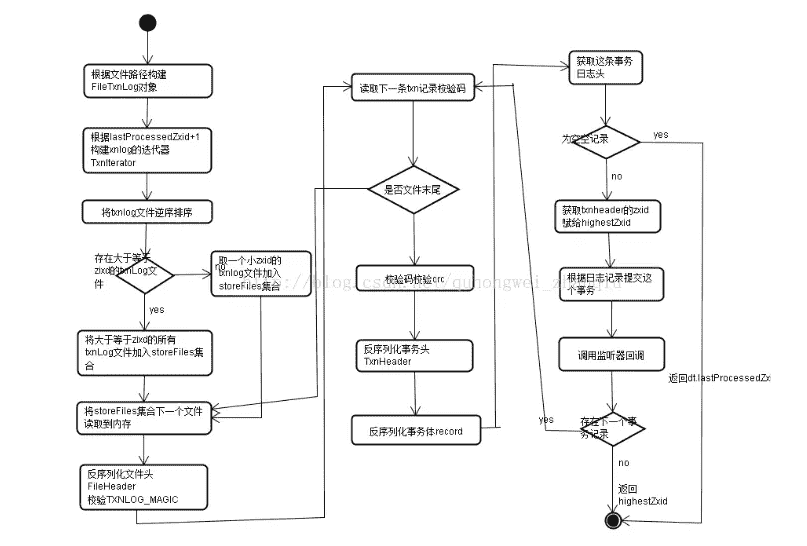 根据文件路径构建
FileTxnLog对象
根据lastProcessedZxid+1
构建xnlog的迭代器
TxnIterator
将txnlog文件逆序排序
存在大于等于
zixd的txnLog文
件
no
取一个小zxid的
txnlog文件加入
storeFiles集合
yes
将大于等于zixd的所有
txnLog文件加入storeFiles集
合
将storeFiles集合下一个文件
读取到内存
反序列化文件头
FileHeader
校验TXNLOG_MAGIC
读取下一条txn记录校验码
是否文件末尾
校验码校验crc
反序列化事务头
TxnHeader
反序列化事务体record
获取这条事务
日志头
为空空记录
yes
no
获取txnheader的zxid
赋给highestZxid
根据日志记录提交这
个事务
调用监听器回调
返回dt.lastProcessedZxi
yes
存在下一个事
务记录
no
返回
highestZxid